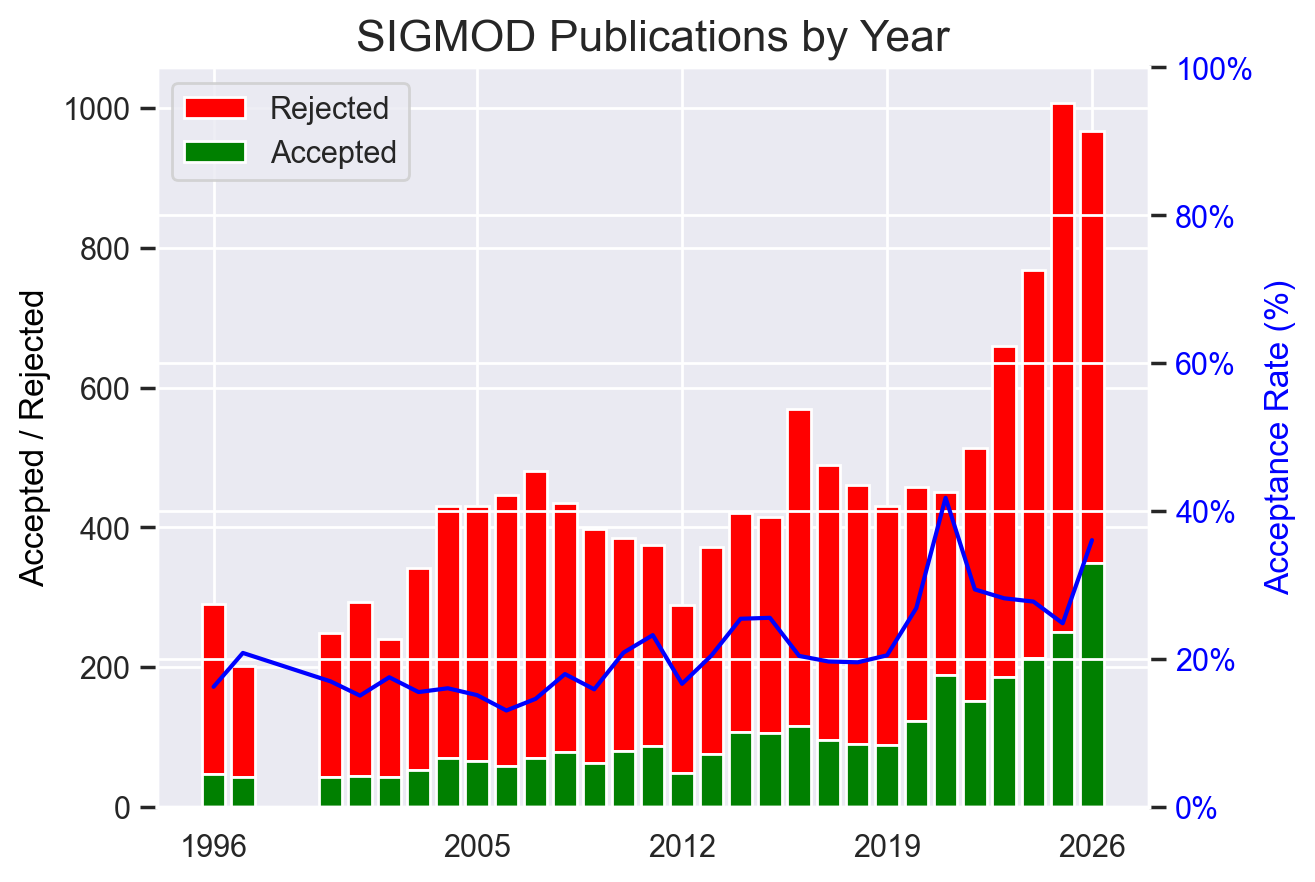 SIGMOD Publications by Year
Rejected
Accepted
Accepted / Rejected
1000
800
600
400
200
0
100%
80%
60%
40%
20%
0%
Acceptance Rate (%)
1996 2005 2012 2019 2026